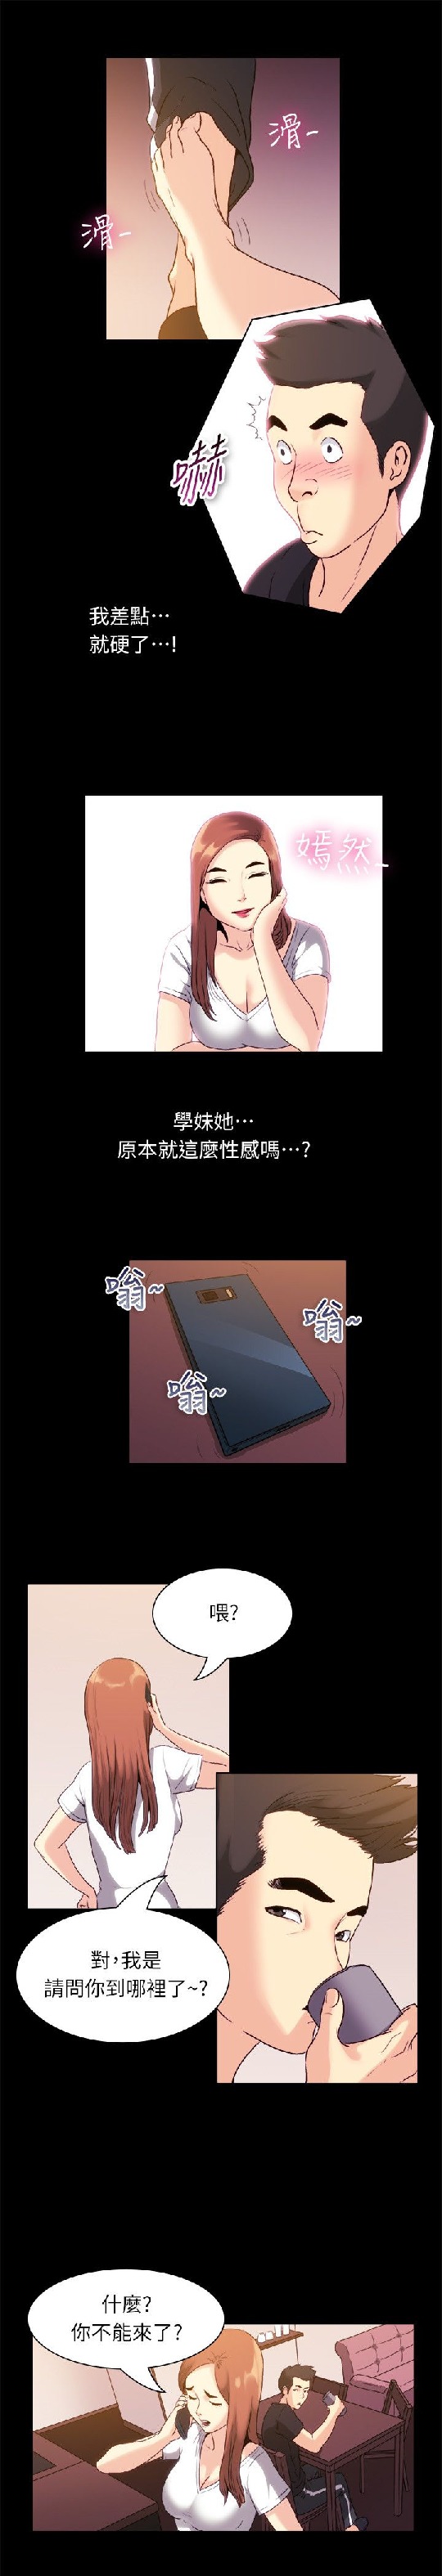 滑~
滑~
嚇
我差點…
就硬了…!
嫣然~
學妹她…
原本就這麼性感嗎…?
嗡~
嗡~
嗡~
喂?
對，我是
請問你到哪裡了~?
什麼?
你不能來了?